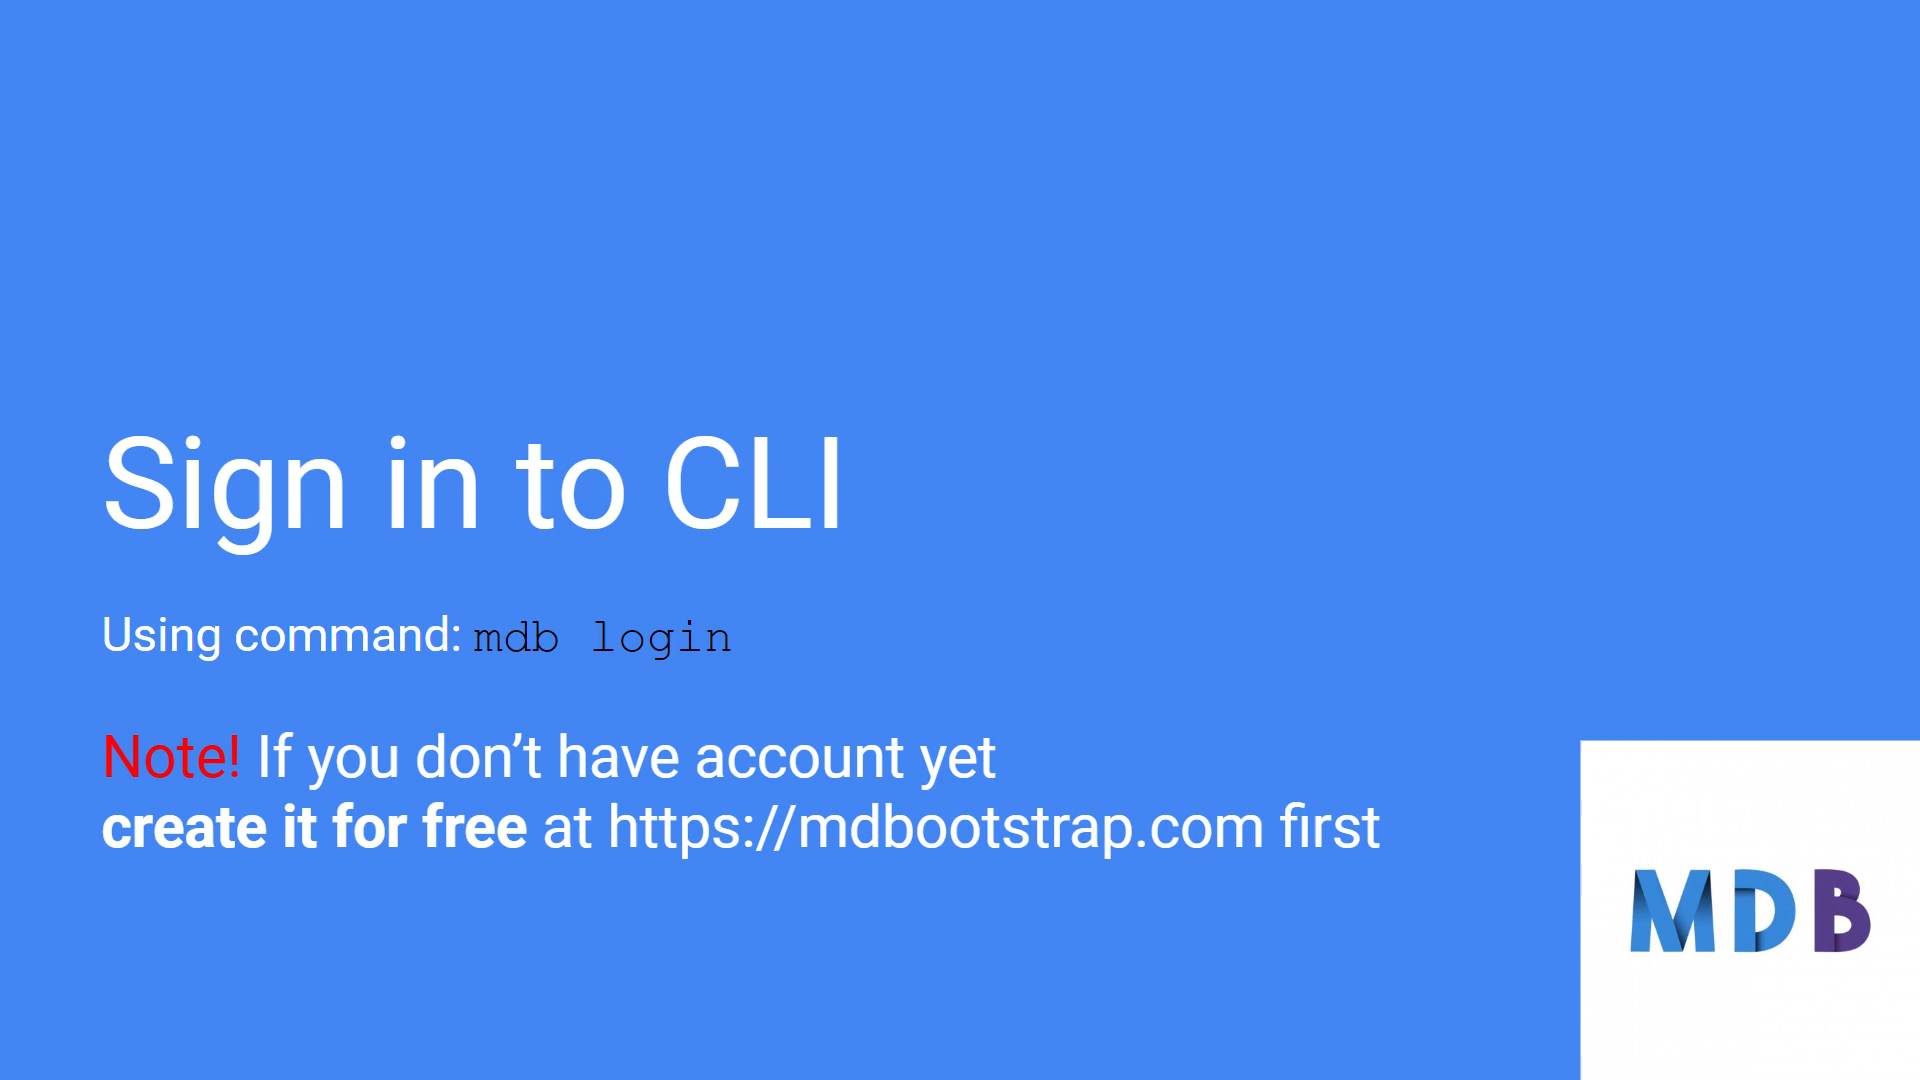 Sign in to CLI
Using command: mdb login
Note! If you don’t have account yet
create it for free at https://mdbootstrap.com first
MDB